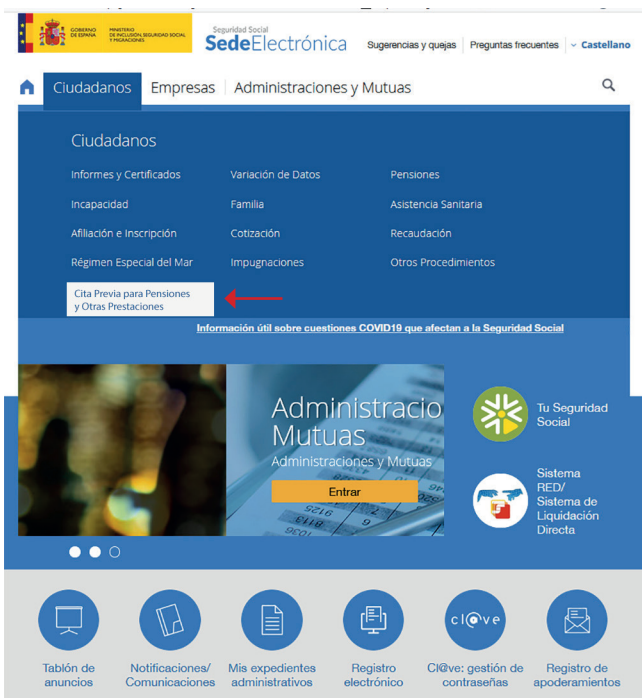 GOBIERNO
DE ESPAÑA
MINISTERIO
DE INCLUSIÓN, SEGURIDAD SOCIAL
Y MIGRACIONES
Seguridad Social
SedeElectrónica
Sugerencias y quejas
Preguntas frecuentes
Castellano
Ciudadanos
Empresas
Administraciones y Mutuas
Ciudadanos
Informes y Certificados
Variación de Datos
Pensiones
Incapacidad
Familia
Asistencia Sanitaria
Afiliación e Inscripción
Cotización
Recaudación
Régimen Especial del Mar
Impugnaciones
Otros Procedimientos
Cita Previa para Pensiones
y Otras Prestaciones
Información útil sobre cuestiones COVID19 que afectan a la Seguridad Social
Administracio
Mutuas
Administraciones y Mutuas
Entrar
Tu Seguridad
Social
Sistema
RED/
Sistema de
Liquidación
Directa
cl@ve
Tablón de
anuncios
Notificaciones/
Comunicaciones
Mis expedientes
administrativos
Registro
electrónico
Cl@ve: gestión de
contraseñas
Registro de
apoderamientos